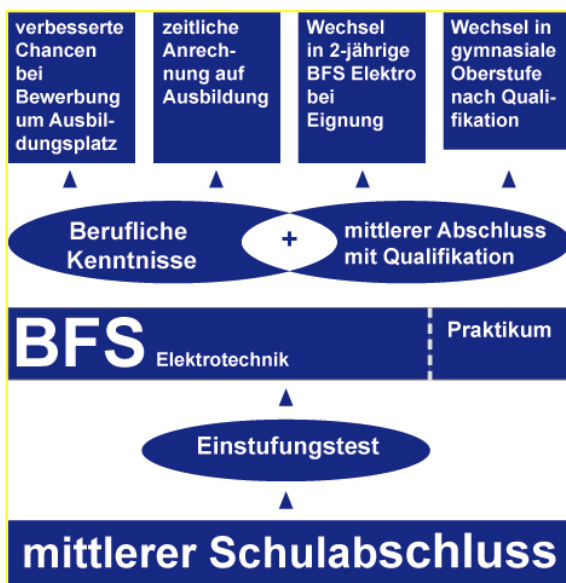 verbesserte
Chancen
bei
Bewerbung
um Ausbil-
dungsplatz
zeitliche
Anrech-
nung auf
Ausbildung
Wechsel
in 2-jährige
BFS Elektro
bei
Eignung
Wechsel in
gymnasiale
Oberstufe
nach Quali-
fikation
Berufliche
Kenntnisse
+
mittlerer Abschluss
mit Qualifikation
BFS Elektrotechnik
Praktikum
Einstufungstest
mittlerer Schulabschluss